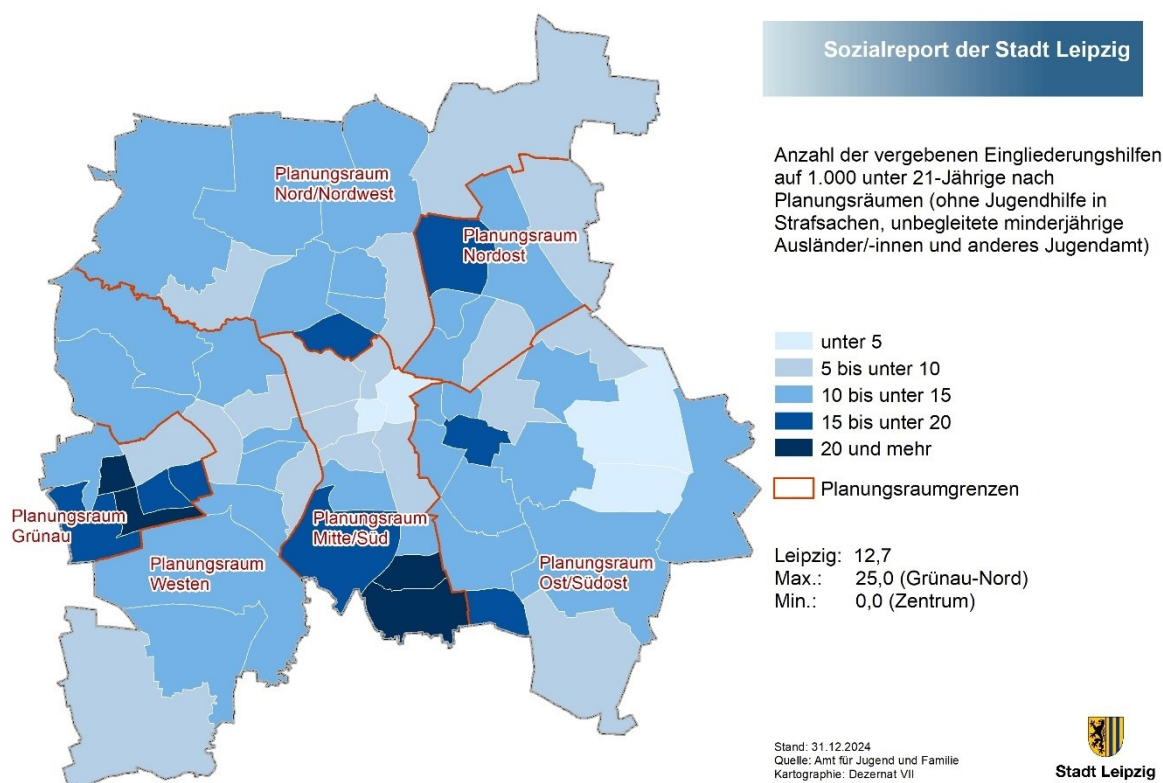 Sozialreport der Stadt Leipzig
Anzahl der vergebenen Eingliederungshilfen
auf 1.000 unter 21-Jährige nach
Planungsräumen (ohne Jugendhilfe in
Strafsachen, unbegleitete minderjährige
Ausländer/-innen und anderes Jugendamt)
Planungsraum
Nord/Nordwest
Planungsraum
Nordost
Planungsraum
Grünau
Planungsraum
Westen
Planungsraum
Mitte/Süd
Planungsraum
Ost/Südost
unter 5
5 bis unter 10
10 bis unter 15
15 bis unter 20
20 und mehr
Planungsraumgrenzen
Leipzig: 12,7
Max.: 25,0 (Grünau-Nord)
Min.: 0,0 (Zentrum)
Stand: 31.12.2024
Quelle: Amt für Jugend und Familie
Kartographie: Dezernat VII
Stadt Leipzig